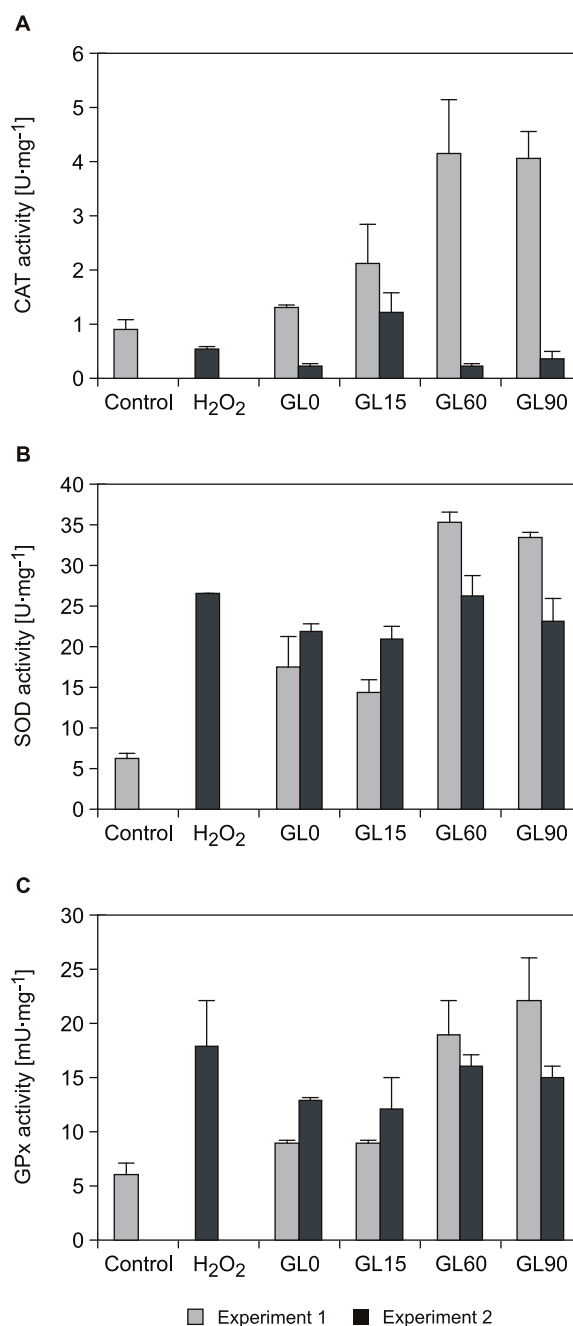 A
CAT activity [U·mg⁻¹]
6
5
4
3
2
1
0
Control H₂O₂ GL0 GL15 GL60 GL90
B
SOD activity [U·mg⁻¹]
40
35
30
25
20
15
10
5
0
Control H₂O₂ GL0 GL15 GL60 GL90
C
GPx activity [mU·mg⁻¹]
30
25
20
15
10
5
0
Control H₂O₂ GL0 GL15 GL60 GL90
Experiment 1 Experiment 2